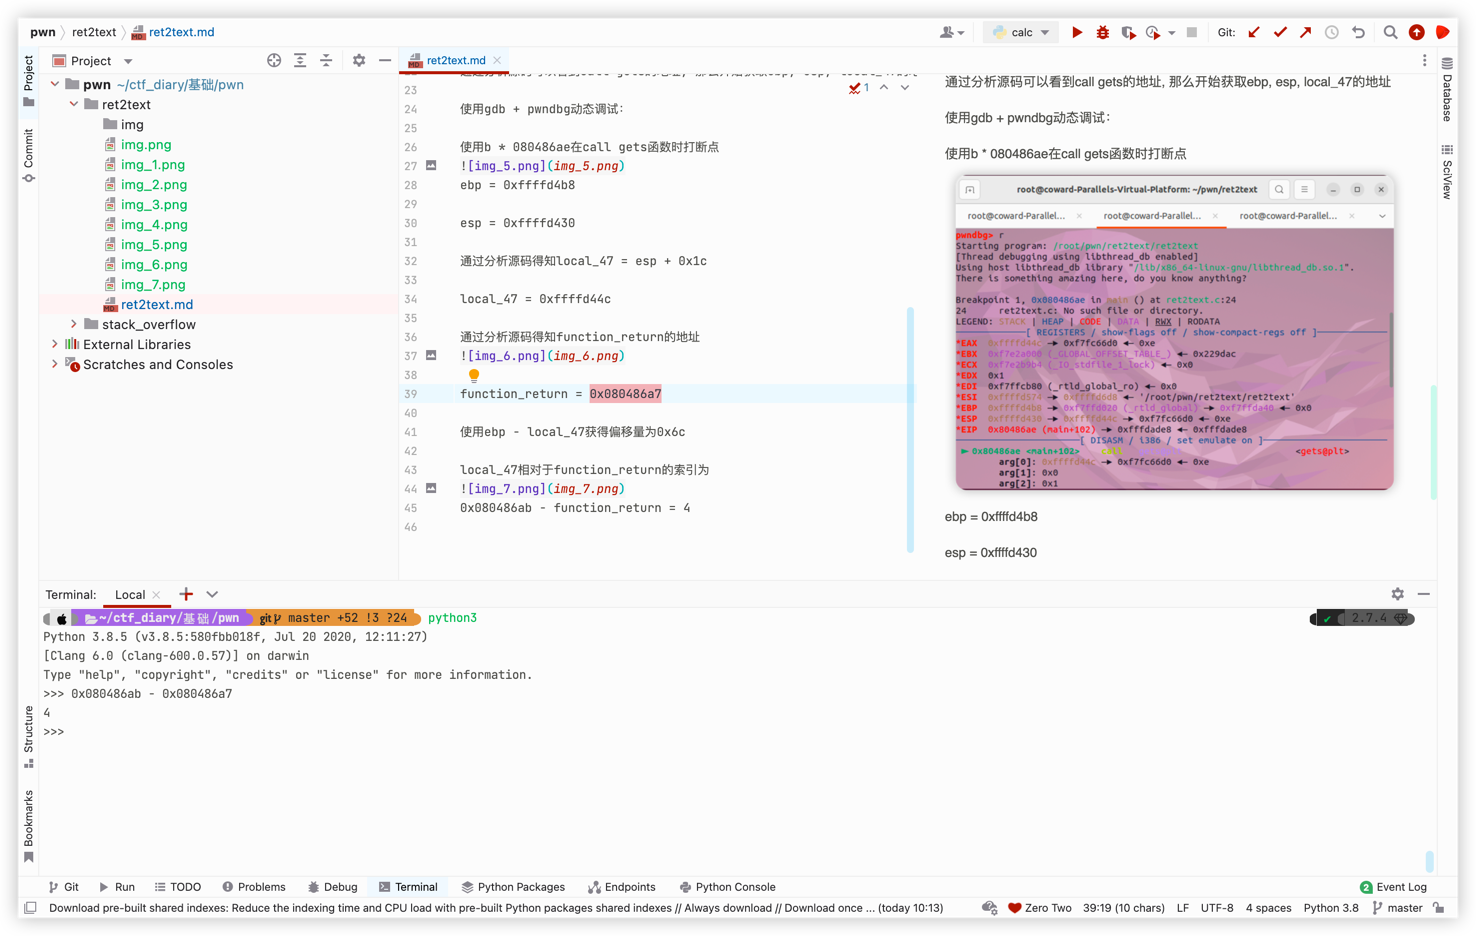 pwn
ret2text
ret2text.md
calc
Git:
Project
ret2text.md
Project
Commit
Structure
Bookmarks
Database
SciView
pwn ~/ctf_diary/基础/pwn
ret2text
img
img.png
img_1.png
img_2.png
img_3.png
img_4.png
img_5.png
img_6.png
img_7.png
ret2text.md
stack_overflow
External Libraries
Scratches and Consoles
1
23
24 使用gdb + pwndbg动态调试:
25
26 使用b * 080486ae在call gets函数时打断点
27 ![img_5.png](img_5.png)
28 ebp = 0xffffd4b8
29
30 esp = 0xffffd430
31
32 通过分析源码得知local_47 = esp + 0x1c
33
34 local_47 = 0xffffd44c
35
36 通过分析源码得知function_return的地址
37 ![img_6.png](img_6.png)
38
39 function_return = 0x080486a7
40
41 使用ebp - local_47获得偏移量为0x6c
42
43 local_47相对于function_return的索引为
44 ![img_7.png](img_7.png)
45 0x080486ab - function_return = 4
46
通过分析源码可以看到call gets的地址, 那么开始获取ebp, esp, local_47的地址
使用gdb + pwndbg动态调试:
使用b * 080486ae在call gets函数时打断点
root@coward-Parallels-Virtual-Platform: ~/pwn/ret2text
root@coward-Parallel...
root@coward-Parallel...
root@coward-Parallel...
pwndbg> r
Starting program: /root/pwn/ret2text/ret2text
[Thread debugging using libthread_db enabled]
Using host libthread_db library "/lib/x86_64-linux-gnu/libthread_db.so.1".
There is something amazing here, do you know anything?
Breakpoint 1, 0x080486ae in main () at ret2text.c:24
24 ret2text.c: No such file or directory.
LEGEND: STACK | HEAP | CODE | DATA | RWX | RODATA
[ REGISTERS / show-flags off / show-compact-regs off ]
*EAX 0xffffd44c → 0xf7fc66d0 ← 0xe
*EBX 0xf7e2a000 (_GLOBAL_OFFSET_TABLE_) ← 0x229dac
*ECX 0xf7e2b9b4 (_IO_stdfile_1_lock) ← 0x0
*EDX 0x1
*EDI 0xf7ffcb80 (_rtld_global_ro) ← 0x0
*ESI 0xffffd574 → 0xffffd6d8 ← '/root/pwn/ret2text/ret2text'
*EBP 0xffffd4b8 → 0xf7ffd020 (_rtld_global) → 0xf7ffda40 ← 0x0
*ESP 0xffffd430 → 0xffffd44c → 0xf7fc66d0 ← 0xe
*EIP 0x80486ae (main+102) → 0xfffdade8 ← 0xfffdade8
[ DISASM / i386 / set emulate on ]
► 0x80486ae <main+102> <gets@plt>
arg[0]: 0xffffd44c → 0xf7fc66d0 ← 0xe
arg[1]: 0x0
arg[2]: 0x1
ebp = 0xffffd4b8
esp = 0xffffd430
Terminal: Local
~/ctf_diary/基础/pwn git master +52 !3 ?24 python3
2.7.4
Python 3.8.5 (v3.8.5:580fbb018f, Jul 20 2020, 12:11:27)
[Clang 6.0 (clang-600.0.57)] on darwin
Type "help", "copyright", "credits" or "license" for more information.
>>> 0x080486ab - 0x080486a7
4
>>>
Git Run TODO Problems Debug Terminal Python Packages Endpoints Python Console 2 Event Log
Download pre-built shared indexes: Reduce the indexing time and CPU load with pre-built Python packages shared indexes // Always download // Download once ... (today 10:13) Zero Two 39:19 (10 chars) LF UTF-8 4 spaces Python 3.8 master